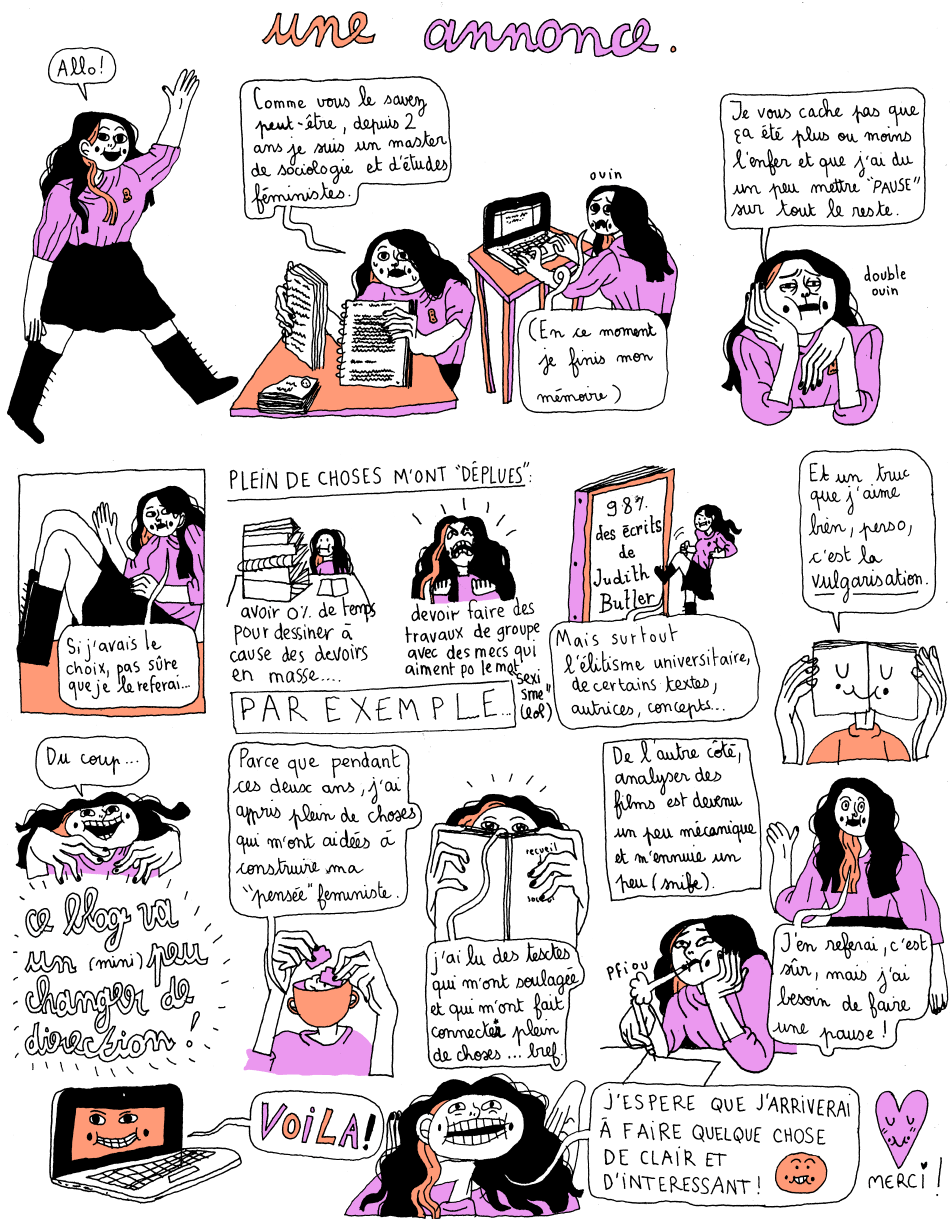 une annonce.
Allo!
Comme vous le savez
peut-être, depuis 2
ans je suis un master
de sociologie et d'études
féministes.
ouin
(En ce moment
je finis mon
mémoire)
Je vous cache pas que
ça été plus ou moins
l'enfer et que j'ai du
un peu mettre "PAUSE"
sur tout le reste.
double
ouin
Si j'avais le
choix, pas sûre
que je le referai...
PLEIN DE CHOSES M'ONT "DÉPLUES":
avoir 0% de temps
pour dessiner à
cause des devoirs
en masse....
devoir faire des
travaux de groupe
avec des mecs qui
aiment po le mot
"sexi
sme"
(lol)
PAR EXEMPLE...
98%
des écrits
de
Judith
Butler
Mais surtout
l'élitisme universitaire,
de certains textes,
autrices, concepts...
Et un truc
que j'aime
bien, perso,
c'est la
vulgarisation.
Du coup...
ce blog va
un (mini) peu
changer de
direction!
Parce que pendant
ces deux ans, j'ai
appris plein de choses
qui m'ont aidées à
construire ma
"pensée" feministe.
recueil
j'ai lu des textes
qui m'ont soulagée
et qui m'ont fait
connecter plein
de choses... bref.
De l'autre côté,
analyser des
films est devenu
un peu mécanique
et m'ennuie un
peu (snife).
pfiou
J'en referai, c'est
sûr, mais j'ai
besoin de faire
une pause!
VOiLA!
J'ESPERE QUE J'ARRIVERAI
À FAIRE QUELQUE CHOSE
DE CLAIR ET
D'INTERESSANT!
MERCi!